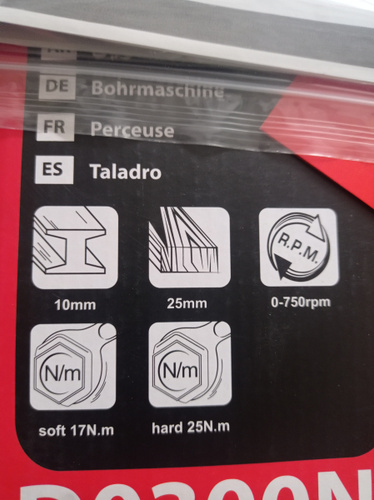 DE Bohrmaschine
FR Perceuse
ES Taladro
R.P.M.
10mm 25mm 0-750rpm
N/m N/m
soft 17N.m hard 25N.m